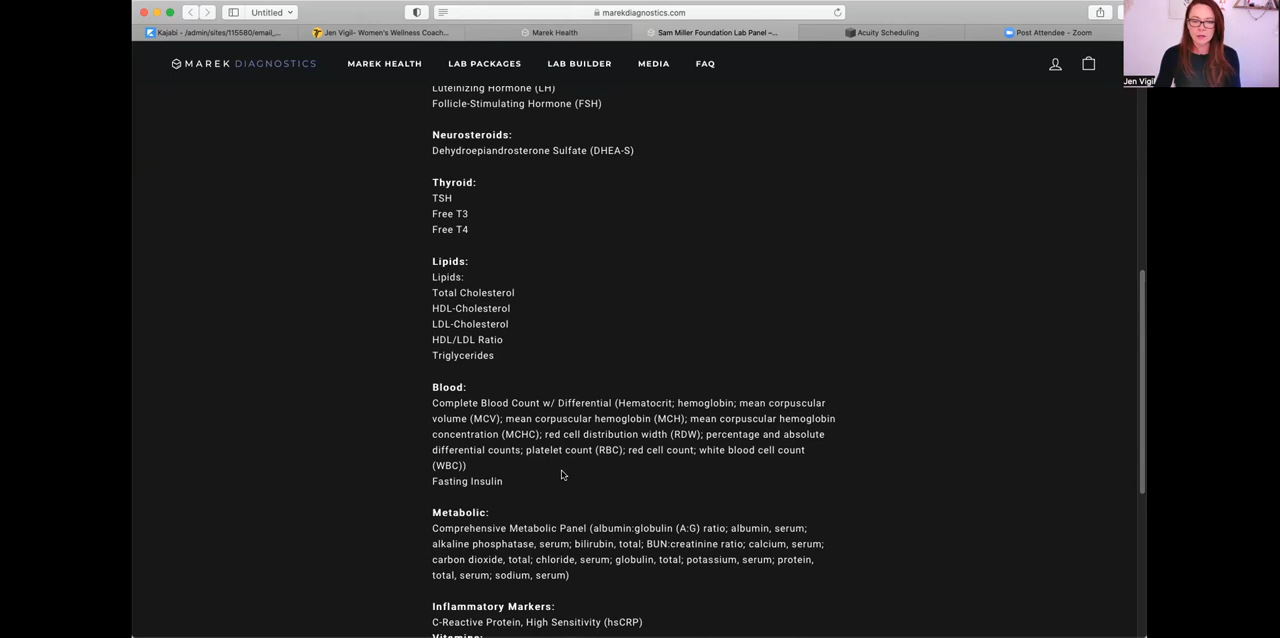 Untitled
marekdiagnostics.com
Kajabi - /admin/sites/115580/email_...
Jen Vigil- Women's Wellness Coach...
Marek Health
Sam Miller Foundation Lab Panel –...
Acuity Scheduling
Post Attendee - Zoom
MAREK DIAGNOSTICS
MAREK HEALTH
LAB PACKAGES
LAB BUILDER
MEDIA
FAQ
Jen Vigil
Luteinizing Hormone (LH)
Follicle-Stimulating Hormone (FSH)
Neurosteroids:
Dehydroepiandrosterone Sulfate (DHEA-S)
Thyroid:
TSH
Free T3
Free T4
Lipids:
Lipids:
Total Cholesterol
HDL-Cholesterol
LDL-Cholesterol
HDL/LDL Ratio
Triglycerides
Blood:
Complete Blood Count w/ Differential (Hematocrit; hemoglobin; mean corpuscular
volume (MCV); mean corpuscular hemoglobin (MCH); mean corpuscular hemoglobin
concentration (MCHC); red cell distribution width (RDW); percentage and absolute
differential counts; platelet count (RBC); red cell count; white blood cell count
(WBC))
Fasting Insulin
Metabolic:
Comprehensive Metabolic Panel (albumin:globulin (A:G) ratio; albumin, serum;
alkaline phosphatase, serum; bilirubin, total; BUN:creatinine ratio; calcium, serum;
carbon dioxide, total; chloride, serum; globulin, total; potassium, serum; protein,
total, serum; sodium, serum)
Inflammatory Markers:
C-Reactive Protein, High Sensitivity (hsCRP)
Vitamins: